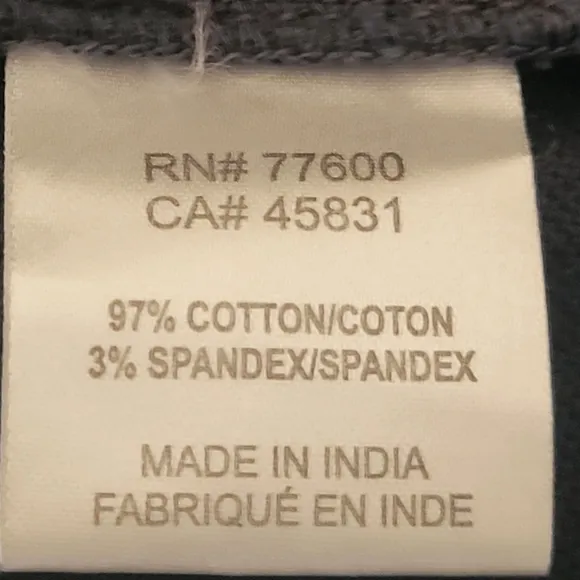 RN# 77600
CA# 45831
97% COTTON/COTON
3% SPANDEX/SPANDEX
MADE IN INDIA
FABRIQUÉ EN INDE